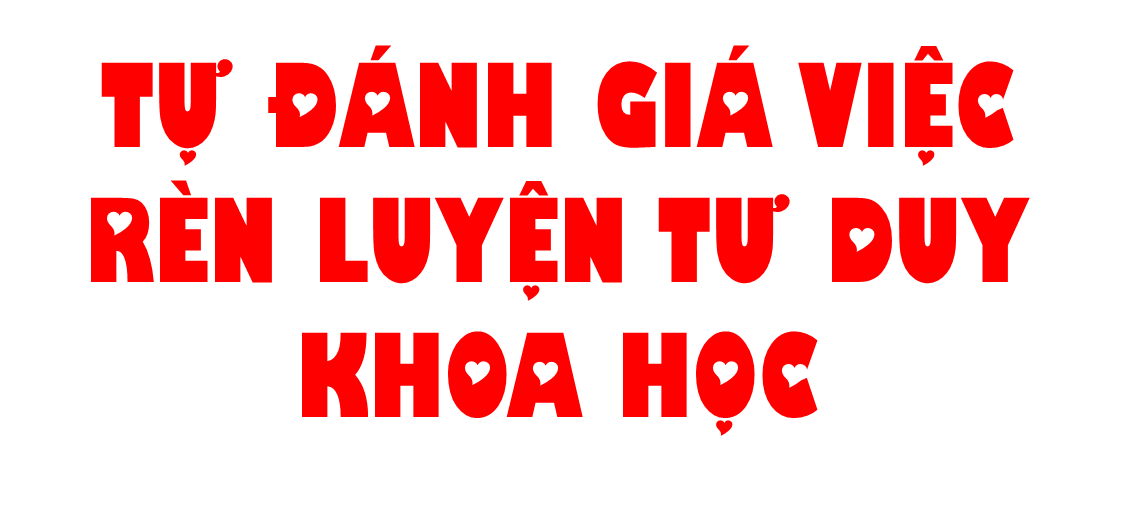 TỰ ĐÁNH GIÁ VIỆC
RÈN LUYỆN TƯ DUY
KHOA HỌC